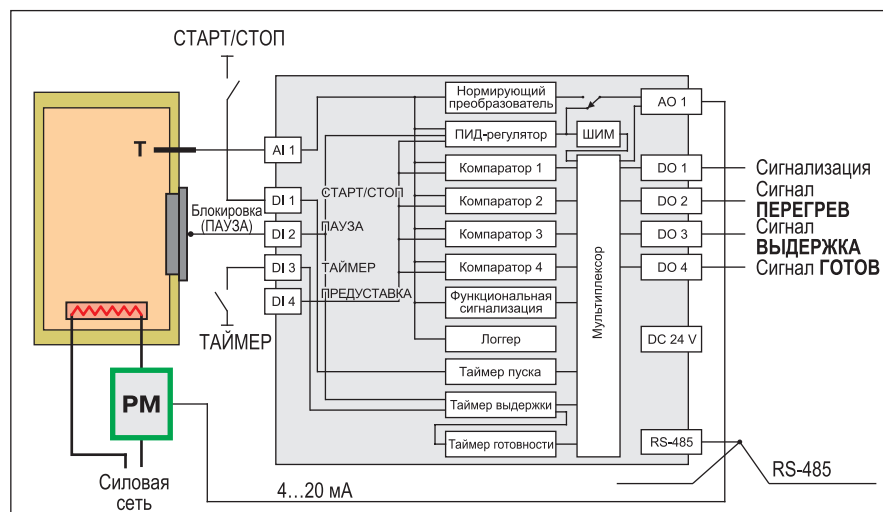 СТАРТ/СТОП
Нормирующий
преобразователь
АО 1
Т
ПИД-регулятор
ШИМ
AI 1
Компаратор 1
DO 1
Сигнализация
DI 1
СТАРТ/СТОП
Компаратор 2
DO 2
Сигнал
ПЕРЕГРЕВ
Блокировка
(ПАУЗА)
DI 2
ПАУЗА
Компаратор 3
DO 3
Сигнал
ВЫДЕРЖКА
DI 3
ТАЙМЕР
Компаратор 4
DO 4
Сигнал ГОТОВ
DI 4
ПРЕДУСТАВКА
Функциональная
сигнализация
Мультиплексор
ТАЙМЕР
Логгер
DC 24 V
Таймер пуска
РМ
Таймер выдержки
Таймер готовности
RS-485
RS-485
Силовая
сеть
4...20 мА